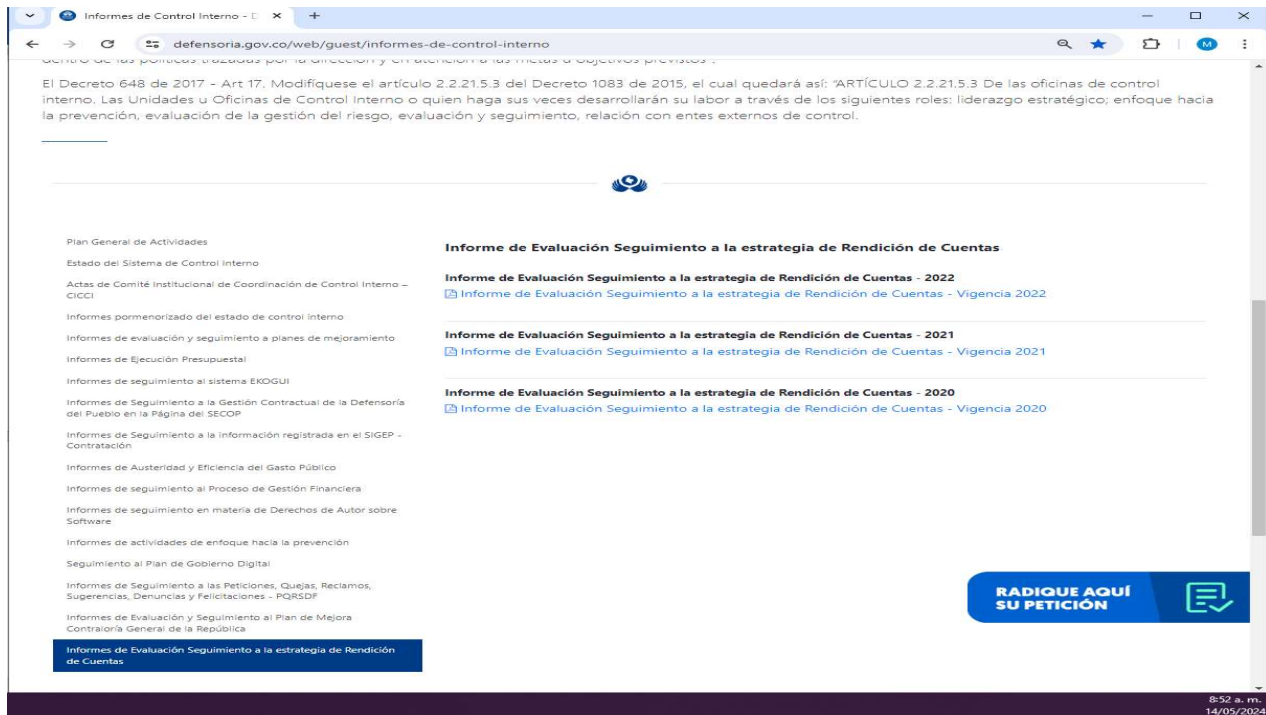 Informes de Control Interno - D
defensoria.gov.co/web/guest/informes-de-control-interno
M
dentro de las políticas trazadas por la dirección y en atención a las metas u objetivos previstos".
El Decreto 648 de 2017 - Art 17. Modifíquese el artículo 2.2.21.5.3 del Decreto 1083 de 2015, el cual quedará así: "ARTÍCULO 2.2.21.5.3 De las oficinas de control
interno. Las Unidades u Oficinas de Control Interno o quien haga sus veces desarrollarán su labor a través de los siguientes roles: liderazgo estratégico; enfoque hacia
la prevención, evaluación de la gestión del riesgo, evaluación y seguimiento, relación con entes externos de control.
Plan General de Actividades
Estado del Sistema de Control Interno
Actas de Comité Institucional de Coordinación de Control Interno –
CICCI
Informes pormenorizado del estado de control interno
Informes de evaluación y seguimiento a planes de mejoramiento
Informes de Ejecución Presupuestal
Informes de seguimiento al sistema EKOGUI
Informes de Seguimiento a la Gestión Contractual de la Defensoría
del Pueblo en la Página del SECOP
Informes de Seguimiento a la información registrada en el SIGEP -
Contratación
Informes de Austeridad y Eficiencia del Gasto Público
Informes de seguimiento al Proceso de Gestión Financiera
Informes de seguimiento en materia de Derechos de Autor sobre
Software
Informes de actividades de enfoque hacia la prevención
Seguimiento al Plan de Gobierno Digital
Informes de Seguimiento a las Peticiones, Quejas, Reclamos,
Sugerencias, Denuncias y Felicitaciones - PQRSDF
Informes de Evaluación y Seguimiento al Plan de Mejora
Contraloría General de la República
Informes de Evaluación Seguimiento a la estrategia de Rendición
de Cuentas
Informe de Evaluación Seguimiento a la estrategia de Rendición de Cuentas
Informe de Evaluación Seguimiento a la estrategia de Rendición de Cuentas - 2022
Informe de Evaluación Seguimiento a la estrategia de Rendición de Cuentas - Vigencia 2022
Informe de Evaluación Seguimiento a la estrategia de Rendición de Cuentas - 2021
Informe de Evaluación Seguimiento a la estrategia de Rendición de Cuentas - Vigencia 2021
Informe de Evaluación Seguimiento a la estrategia de Rendición de Cuentas - 2020
Informe de Evaluación Seguimiento a la estrategia de Rendición de Cuentas - Vigencia 2020
RADIQUE AQUÍ
SU PETICIÓN
8:52 a. m.
14/05/2024